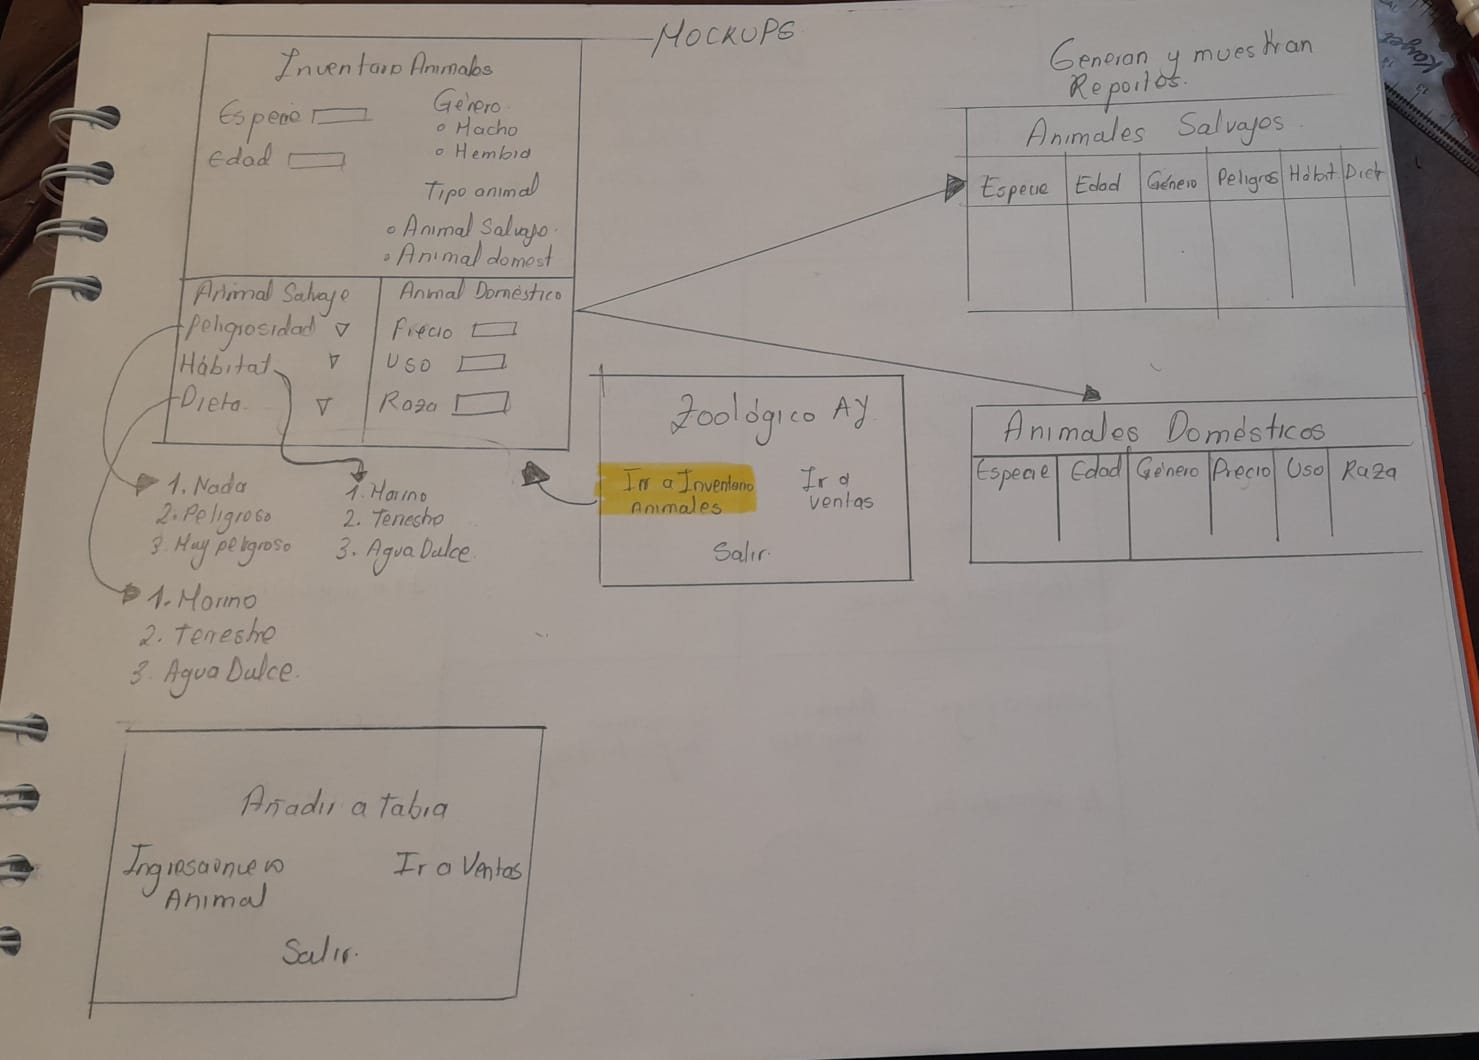 MOCKUPS
Inventario Animales
Especie
Edad
Género
Macho
Hembra
Tipo animal
Animal Salvaje
Animal domest
Animal Salvaje
Peligrosidad
Hábitat
Dieta
Animal Doméstico
Precio
Uso
Raza
1. Nada
2. Peligroso
3. Muy peligroso
1. Marino
2. Terrestre
3. Agua Dulce
1. Marino
2. Terrestre
3. Agua Dulce.
Zoológico AY
Ir a Inventario
Animales
Ir a
ventas
Salir.
Generan y muestran
Reportes.
Animales Salvajes
Especie Edad Género Peligros Hábit Diet
Animales Domésticos
Especie Edad Género Precio Uso Raza
Añadir a tabla
Ingresar nuevo
Animal
Ir a Ventas
Salir.